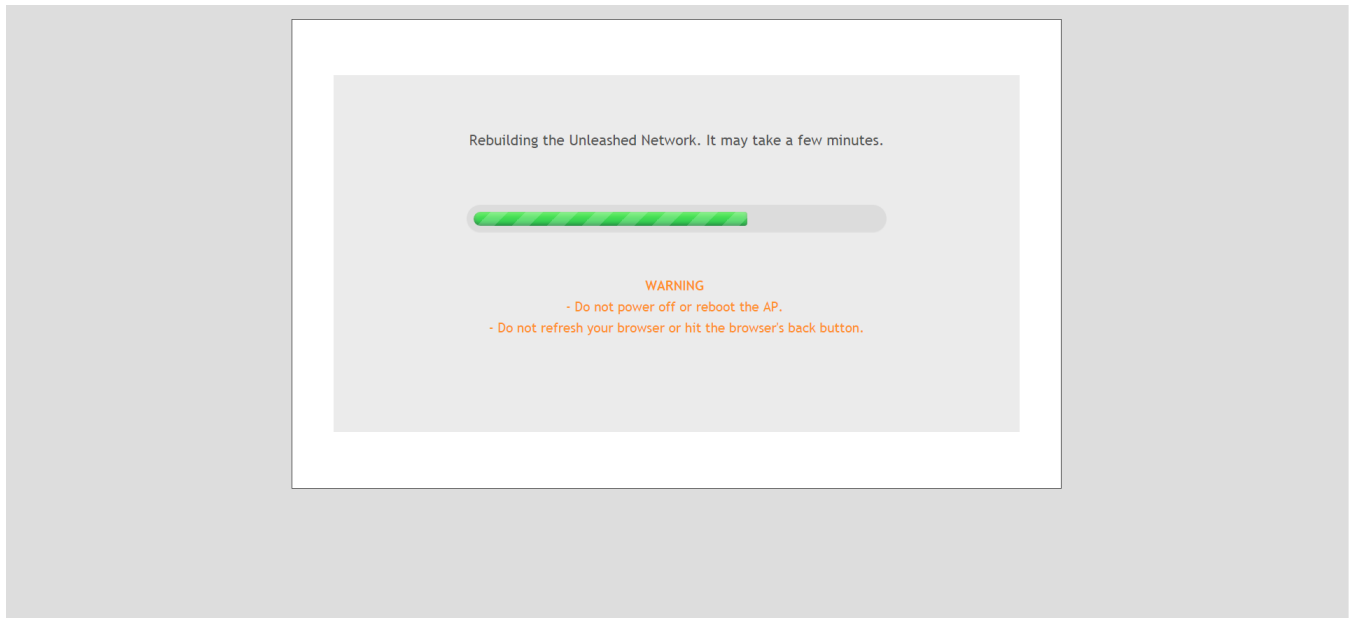 Rebuilding the Unleashed Network. It may take a few minutes.
WARNING
- Do not power off or reboot the AP.
- Do not refresh your browser or hit the browser's back button.